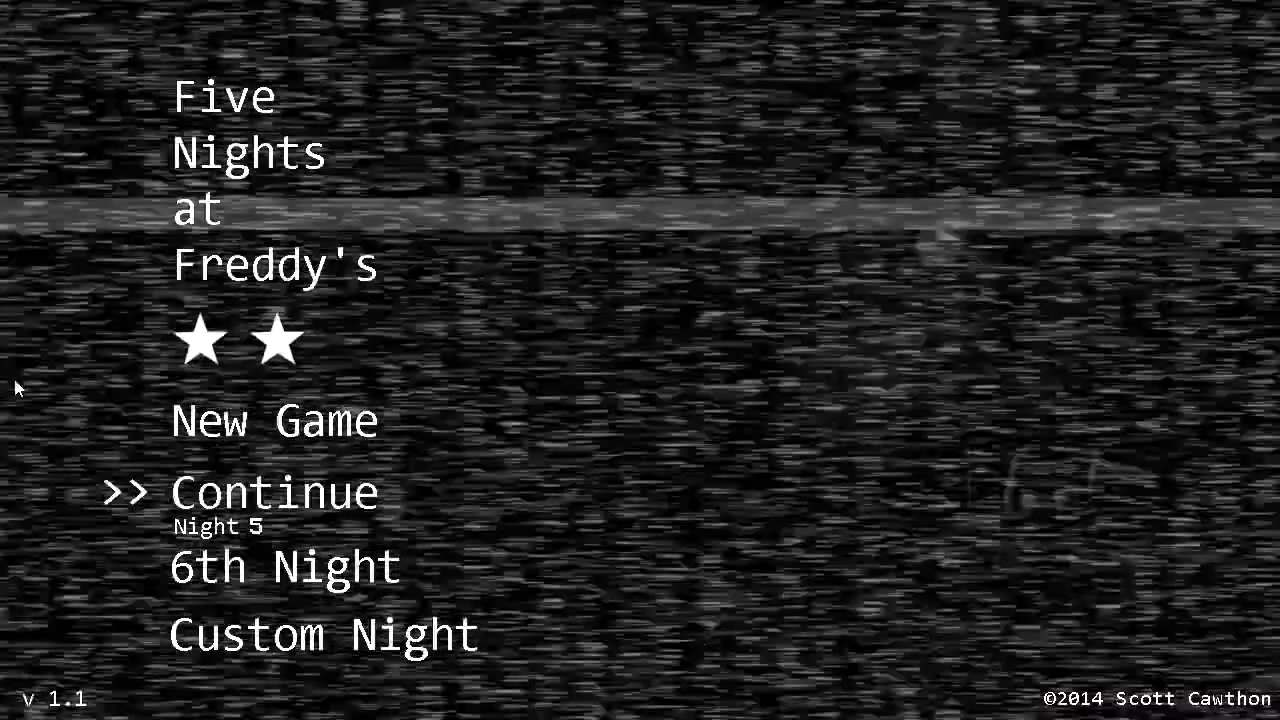 Five
Nights
at
Freddy's
★ ★
New Game
>> Continue
Night 5
6th Night
Custom Night
v 1.1
©2014 Scott Cawthon